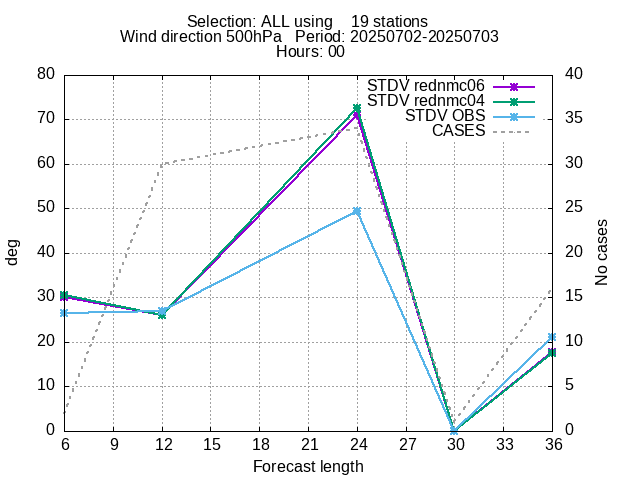 Selection: ALL using    19 stations
Wind direction 500hPa   Period: 20250702-20250703
Hours: 00
80 40
STDV rednmc06
STDV rednmc04
70 35
STDV OBS
CASES
60 30
50 25
deg
No cases
40 20
30 15
20 10
10 5
0 0
6 9 12 15 18 21 24 27 30 33 36
Forecast length